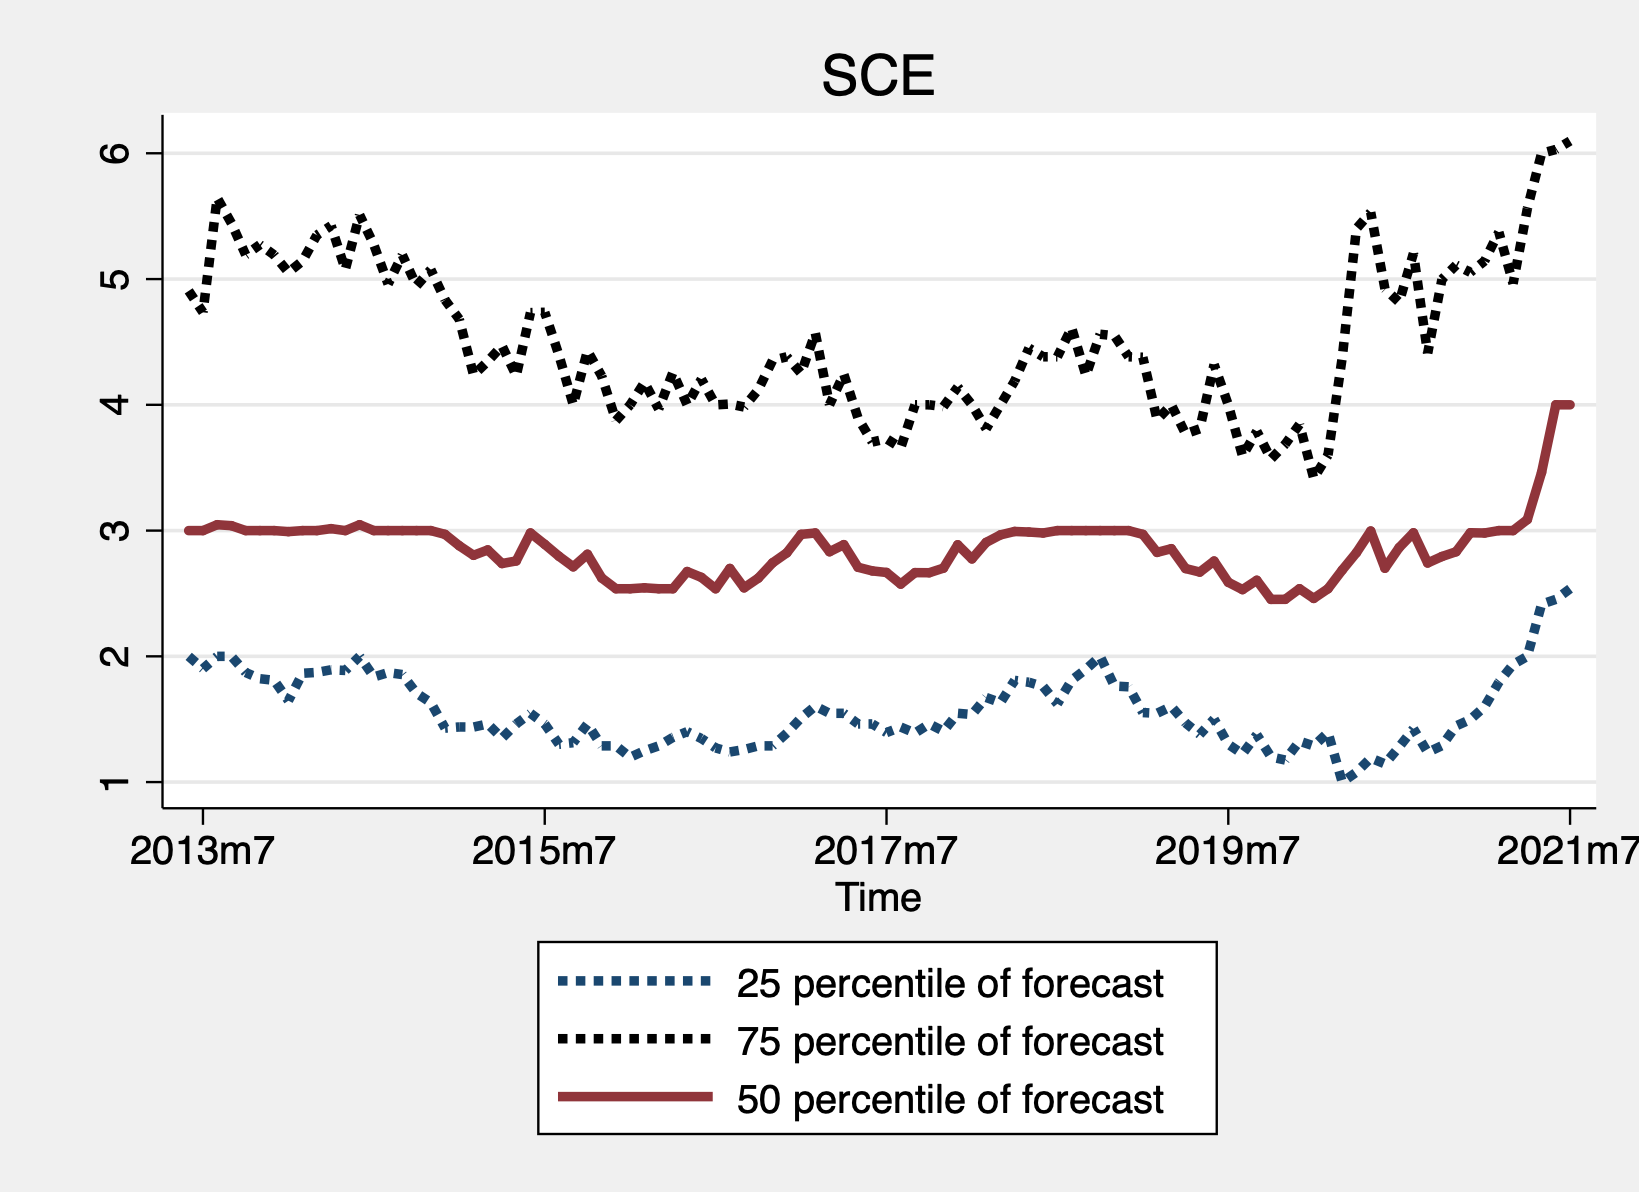 SCE
6
5
4
3
2
1
2013m7 2015m7 2017m7 2019m7 2021m7
Time
25 percentile of forecast
75 percentile of forecast
50 percentile of forecast